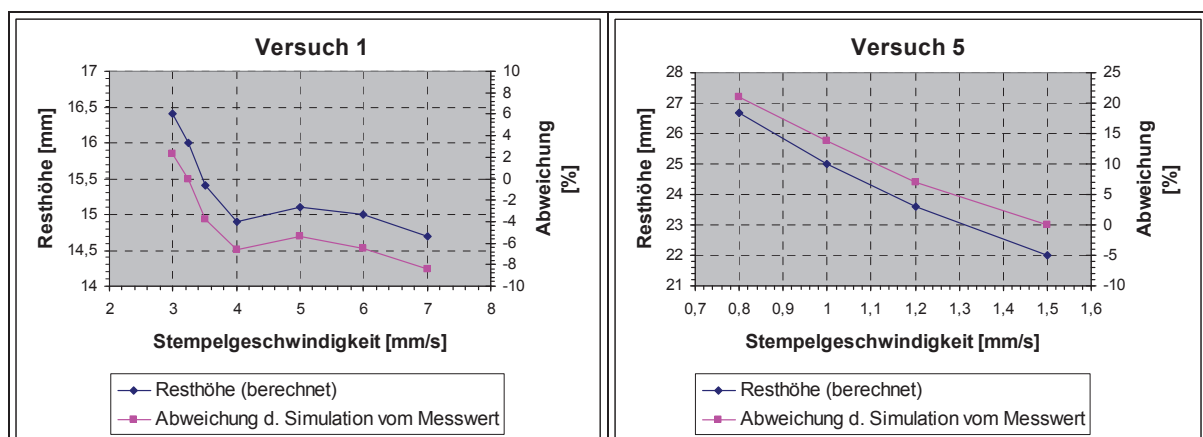 Versuch 1
Resthöhe [mm]
17
16,5
16
15,5
15
14,5
14
10
8
6
4
2
0
-2
-4
-6
-8
-10
Abweichung
[%]
2 3 4 5 6 7 8
Stempelgeschwindigkeit [mm/s]
Resthöhe (berechnet)
Abweichung d. Simulation vom Messwert
Versuch 5
Resthöhe [mm]
28
27
26
25
24
23
22
21
25
20
15
10
5
0
-5
-10
Abweichung
[%]
0,7 0,8 0,9 1 1,1 1,2 1,3 1,4 1,5 1,6
Stempelgeschwindigkeit [mm/s]
Resthöhe (berechnet)
Abweichung d. Simulation vom Messwert